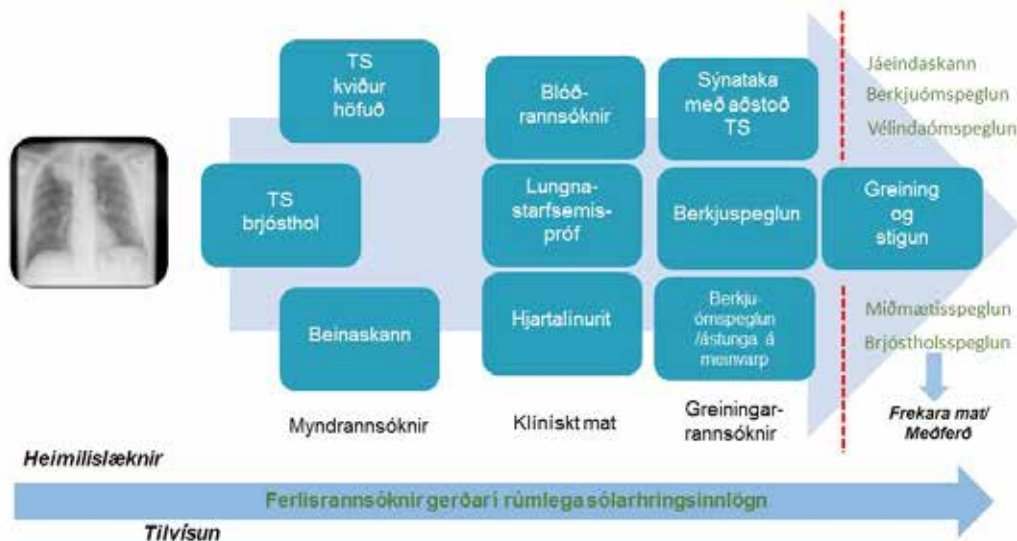 TS
kviður
höfuð
TS
brjósthol
Beinaskann
Myndrannsóknir
Blóð-
rannsóknir
Lungna-
starfsemis-
próf
Hjartalínurit
Klínískt mat
Sýnataka
með aðstoð
TS
Berkjuspeglun
Berkju-
ómspeglun
/ástunga á
meinvarp
Greiningar-
rannsóknir
Jáeindaskann
Berkjuómspeglun
Vélindaómspeglun
Greining
og
stigun
Miðmætisspeglun
Brjóstholsspeglun
Frekara mat/
Meðferð
Heimilislæknir
Ferlisrannsóknir gerðar í rúmlega sólarhringsinnlögn
Tilvísun